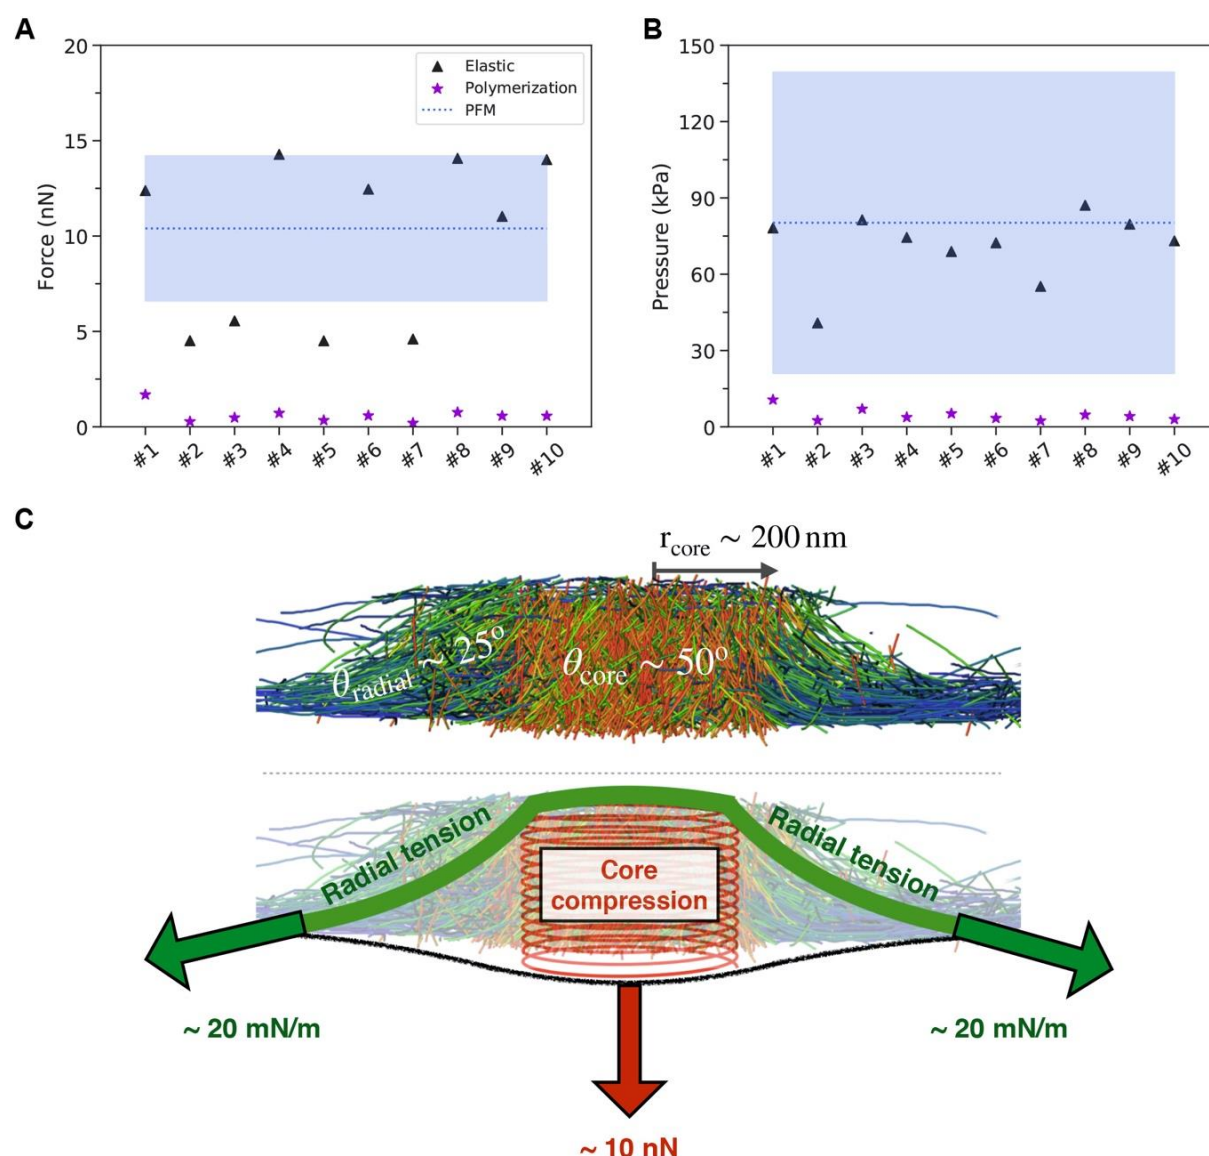 A
Force (nN)
20
15
10
5
0
Elastic
Polymerization
PFM
#1
#2
#3
#4
#5
#6
#7
#8
#9
#10
B
Pressure (kPa)
150
120
90
60
30
0
#1
#2
#3
#4
#5
#6
#7
#8
#9
#10
C
r_core ~ 200 nm
θ_radial ~ 25°
θ_core ~ 50°
Radial tension
Radial tension
Core
compression
~ 20 mN/m
~ 20 mN/m
~ 10 nN